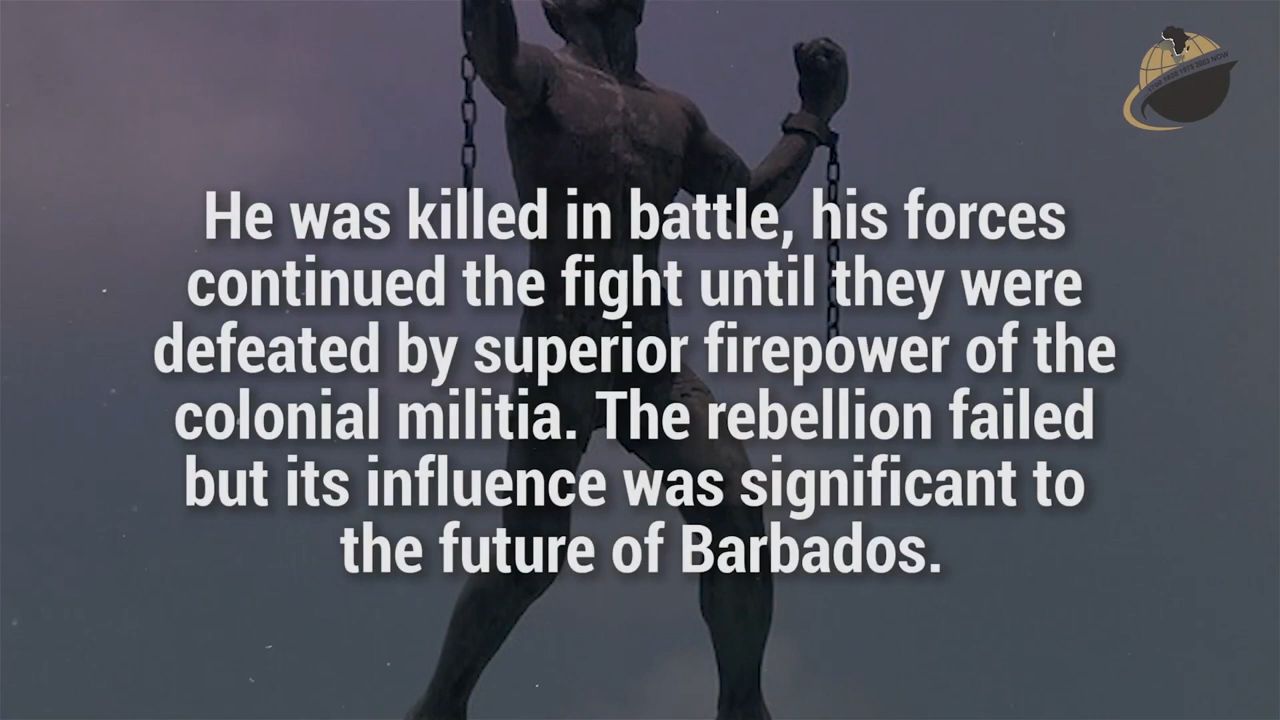 He was killed in battle, his forces
continued the fight until they were
defeated by superior firepower of the
colonial militia. The rebellion failed
but its influence was significant to
the future of Barbados.